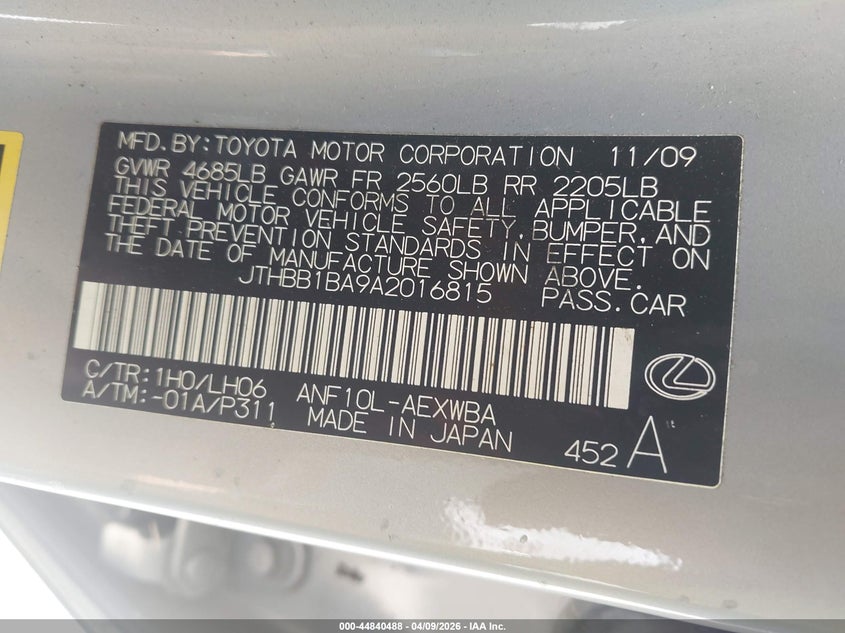 MFD. BY: TOYOTA MOTOR CORPORATION 11/09
GVWR 4685LB GAWR FR 2560LB RR 2205LB
THIS VEHICLE CONFORMS TO ALL APPLICABLE
FEDERAL MOTOR VEHICLE SAFETY, BUMPER, AND
THEFT PREVENTION STANDARDS IN EFFECT ON
THE DATE OF MANUFACTURE SHOWN ABOVE.
JTHBB1BA9A2016815 PASS.CAR
C/TR: 1H0/LH06 ANF10L-AEXWBA
A/TM: -01A/P311 MADE IN JAPAN
452 A
000-44840488 - 04/09/2026 - IAA Inc.